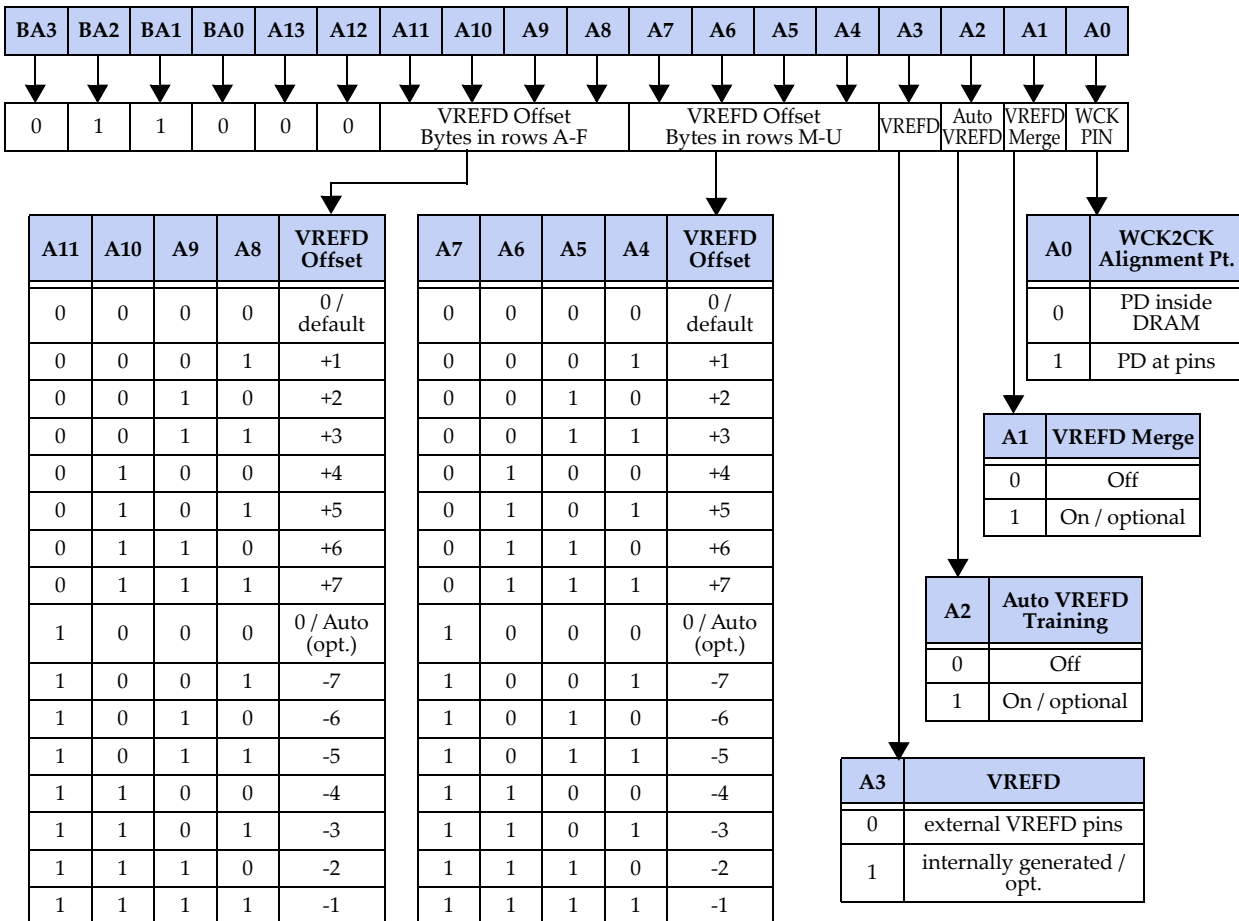 BA3 BA2 BA1 BA0 A13 A12 A11 A10 A9 A8 A7 A6 A5 A4 A3 A2 A1 A0
0 1 1 0 0 0 VREFD Offset Bytes in rows A-F VREFD Offset Bytes in rows M-U VREFD Auto VREFD VREFD Merge WCK PIN
A11 A10 A9 A8 VREFD Offset
0 0 0 0 0 / default
0 0 0 1 +1
0 0 1 0 +2
0 0 1 1 +3
0 1 0 0 +4
0 1 0 1 +5
0 1 1 0 +6
0 1 1 1 +7
1 0 0 0 0 / Auto (opt.)
1 0 0 1 -7
1 0 1 0 -6
1 0 1 1 -5
1 1 0 0 -4
1 1 0 1 -3
1 1 1 0 -2
1 1 1 1 -1
A7 A6 A5 A4 VREFD Offset
0 0 0 0 0 / default
0 0 0 1 +1
0 0 1 0 +2
0 0 1 1 +3
0 1 0 0 +4
0 1 0 1 +5
0 1 1 0 +6
0 1 1 1 +7
1 0 0 0 0 / Auto (opt.)
1 0 0 1 -7
1 0 1 0 -6
1 0 1 1 -5
1 1 0 0 -4
1 1 0 1 -3
1 1 1 0 -2
1 1 1 1 -1
A0 WCK2CK Alignment Pt.
0 PD inside DRAM
1 PD at pins
A1 VREFD Merge
0 Off
1 On / optional
A2 Auto VREFD Training
0 Off
1 On / optional
A3 VREFD
0 external VREFD pins
1 internally generated / opt.